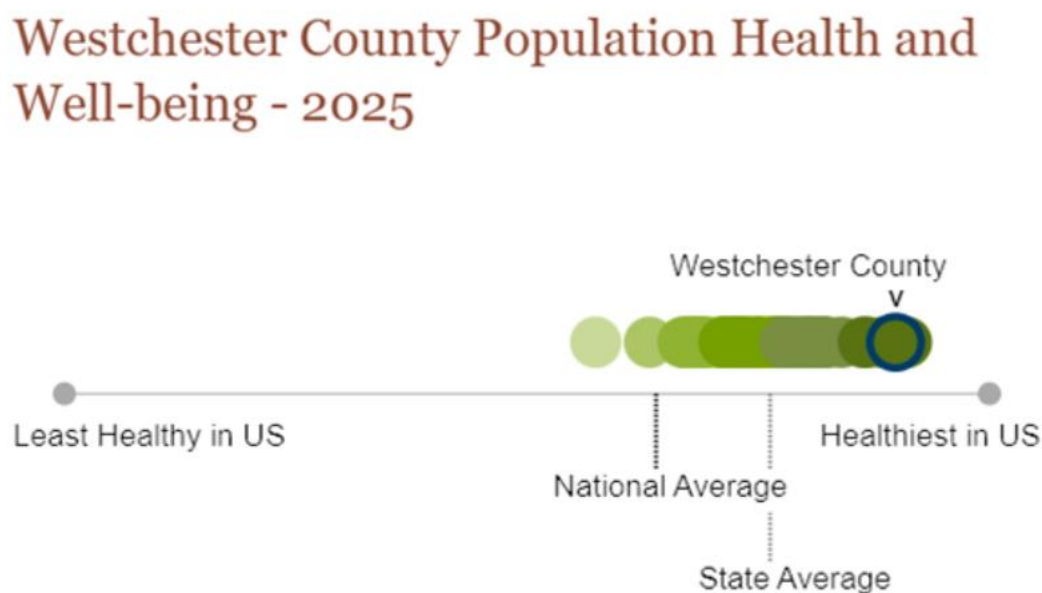 Westchester County Population Health and
Well-being - 2025
Westchester County
v
Least Healthy in US
Healthiest in US
National Average
State Average